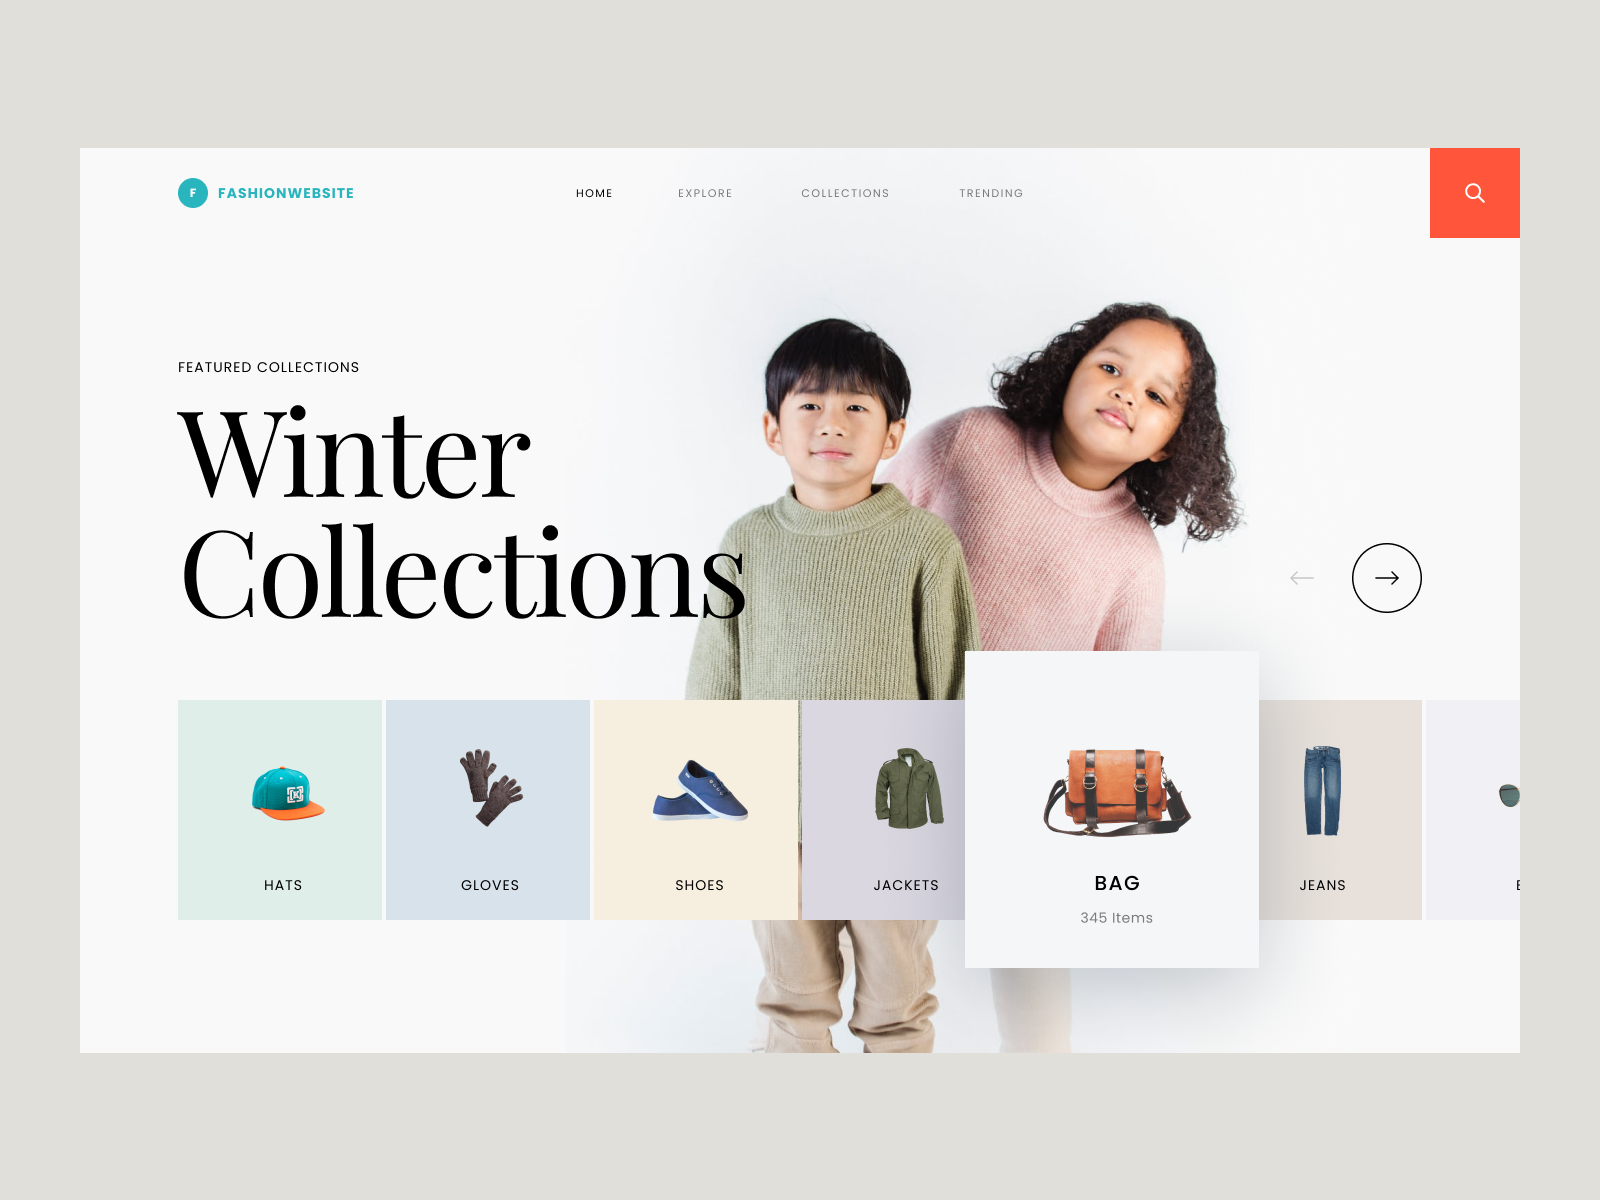 F FASHIONWEBSITE
HOME EXPLORE COLLECTIONS TRENDING
FEATURED COLLECTIONS
Winter
Collections
HATS
GLOVES
SHOES
JACKETS
BAG
345 Items
JEANS